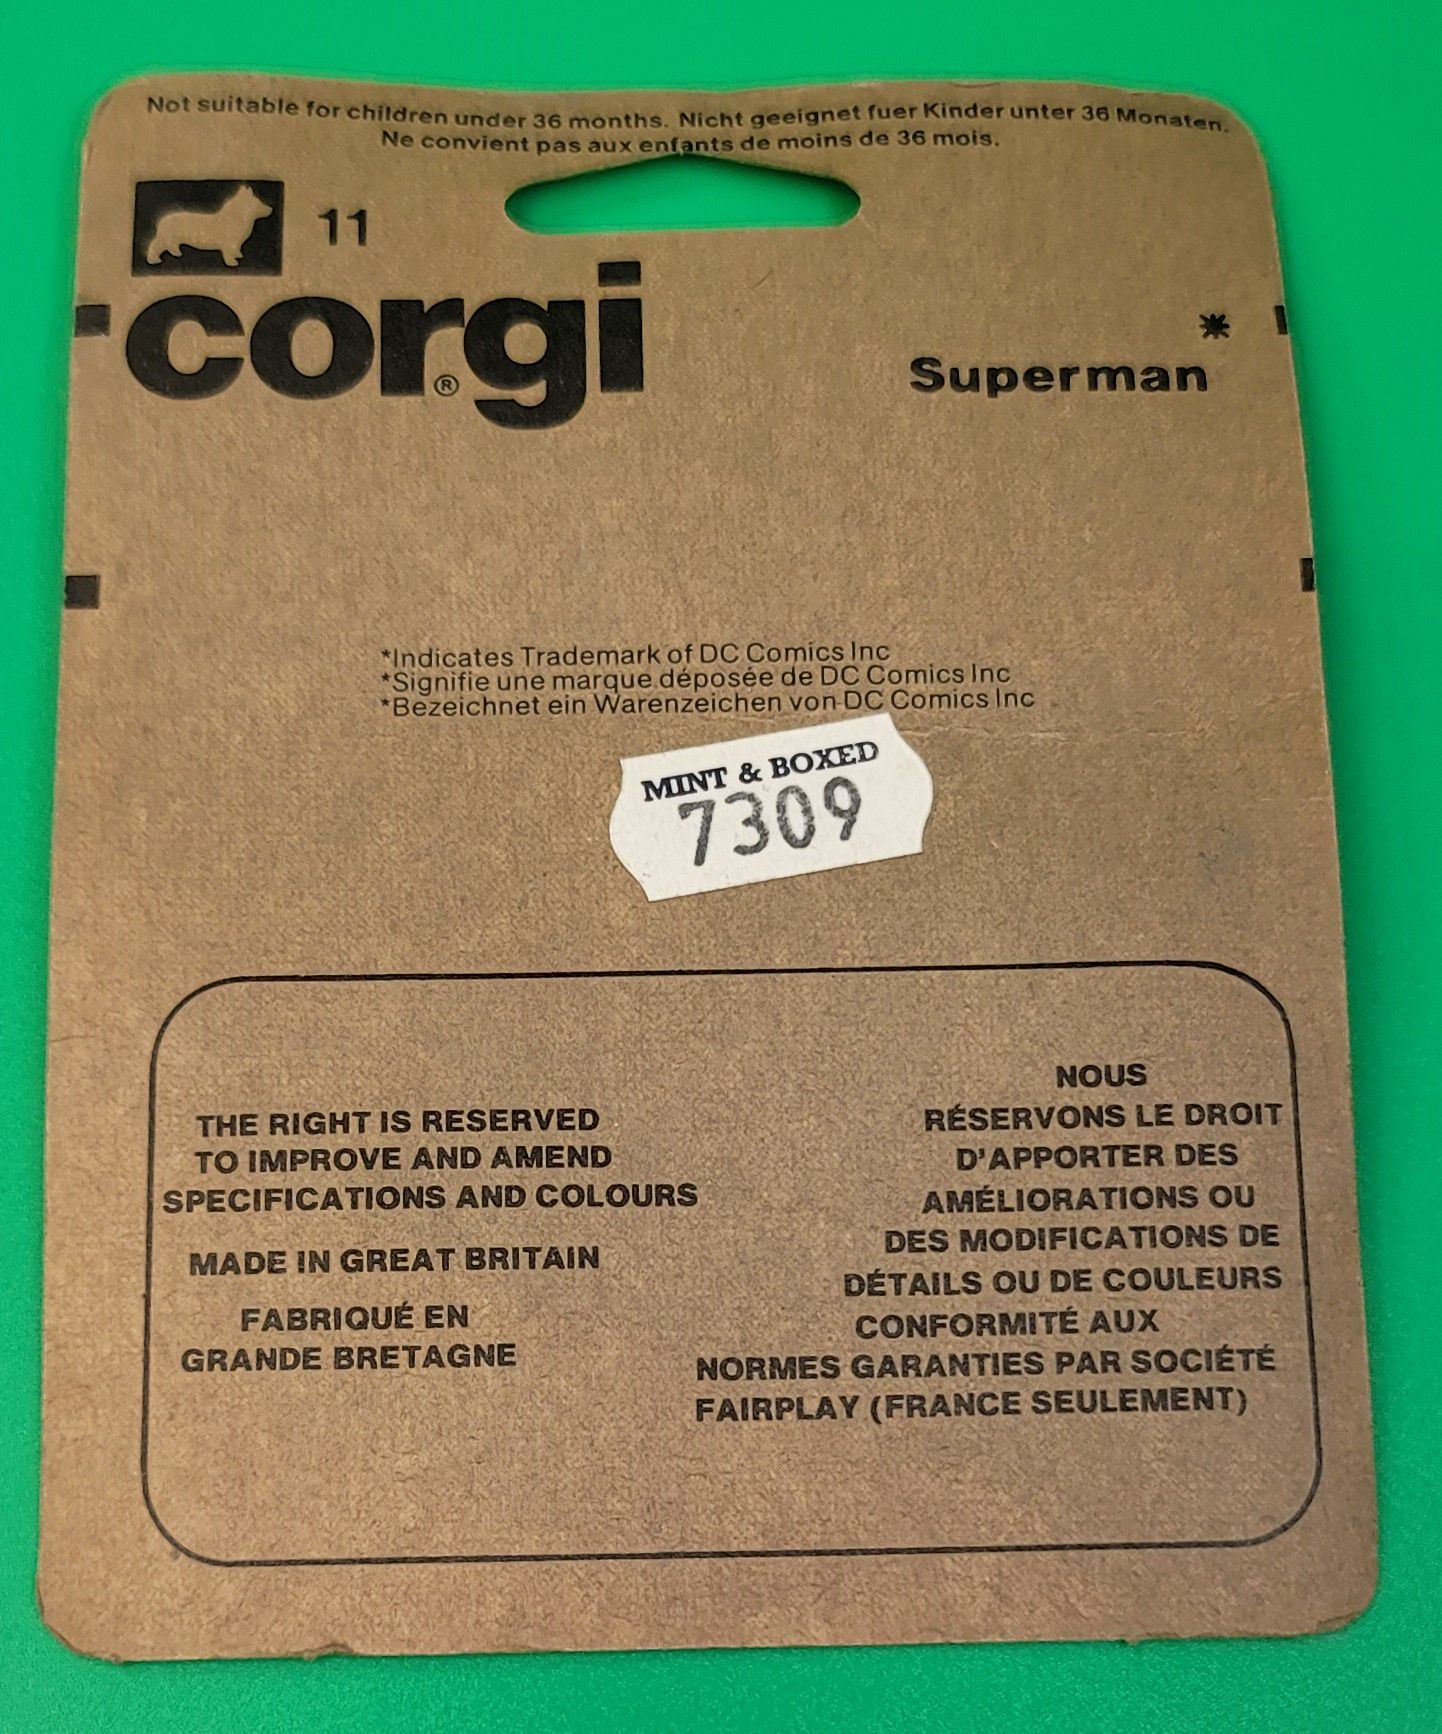 Not suitable for children under 36 months. Nicht geeignet fuer Kinder unter 36 Monaten.
Ne convient pas aux enfants de moins de 36 mois.
11
corgi®
Superman*
*Indicates Trademark of DC Comics Inc
*Signifie une marque déposée de DC Comics Inc
*Bezeichnet ein Warenzeichen von DC Comics Inc
MINT & BOXED
7309
THE RIGHT IS RESERVED
TO IMPROVE AND AMEND
SPECIFICATIONS AND COLOURS
MADE IN GREAT BRITAIN
FABRIQUÉ EN
GRANDE BRETAGNE
NOUS
RÉSERVONS LE DROIT
D'APPORTER DES
AMÉLIORATIONS OU
DES MODIFICATIONS DE
DÉTAILS OU DE COULEURS
CONFORMITÉ AUX
NORMES GARANTIES PAR SOCIÉTÉ
FAIRPLAY (FRANCE SEULEMENT)